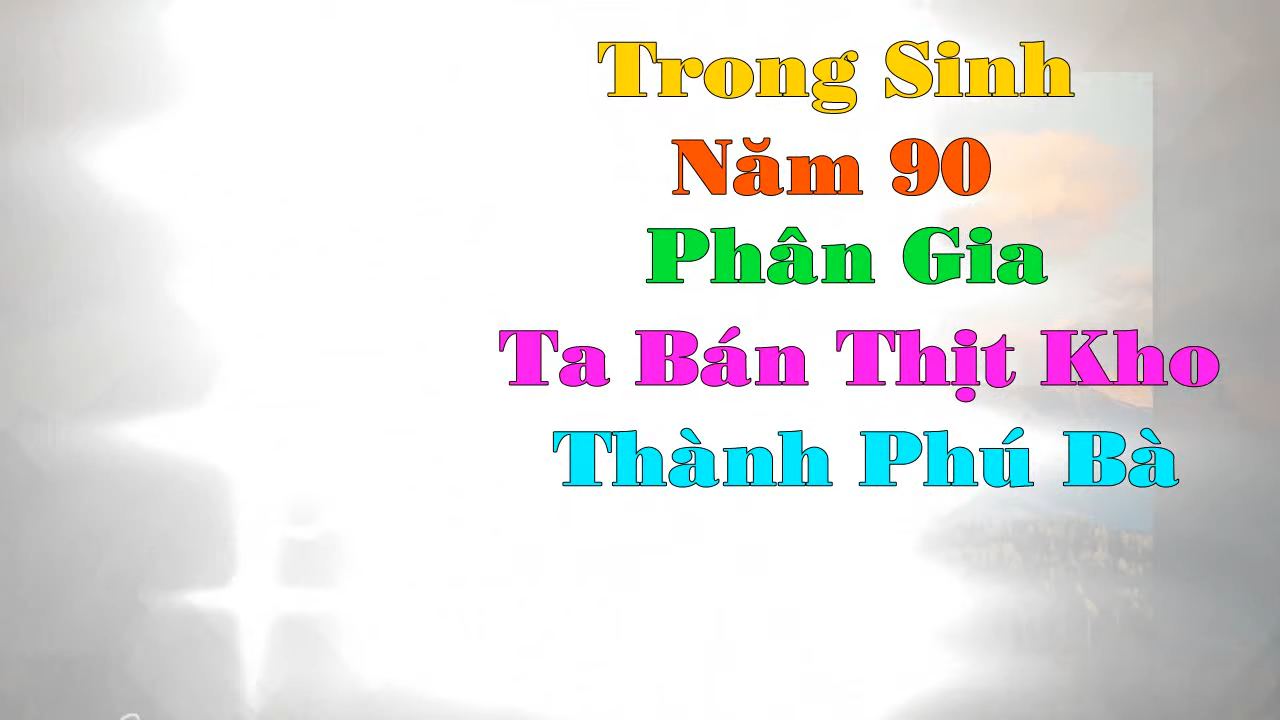 Trong Sinh
Năm 90
Phân Gia
Ta Bán Thịt Kho
Thành Phú Bà